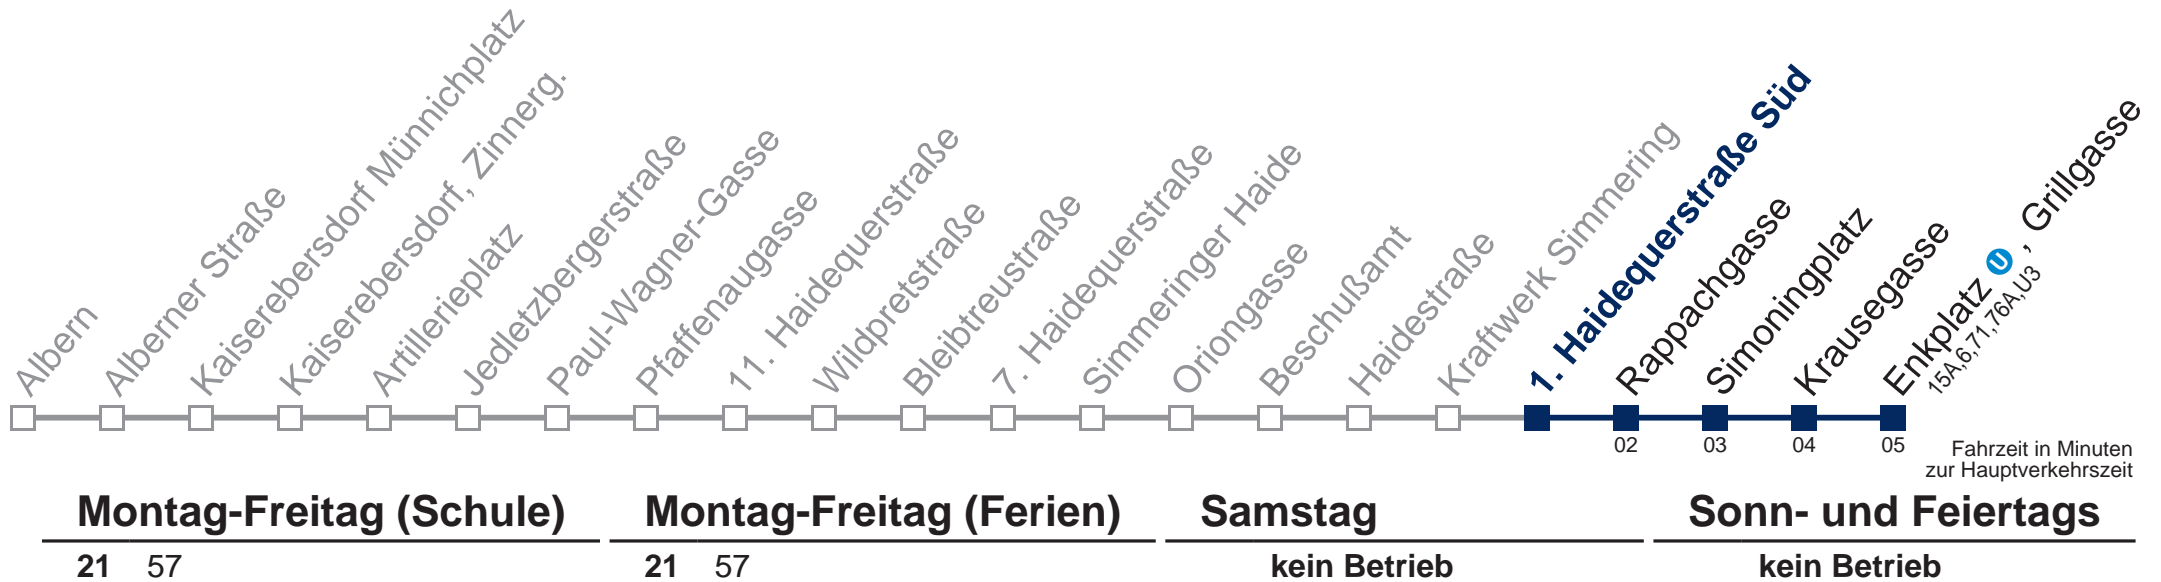 Albern
Alberner Straße
Kaiserebersdorf Münnichplatz
Kaiserebersdorf, Zinnerg.
Artillerieplatz
Jedletzbergerstraße
Paul-Wagner-Gasse
Pfaffenaugasse
11. Haidequerstraße
Wildpretstraße
Bleibtreustraße
7. Haidequerstraße
Simmeringer Haide
Oriongasse
Beschußamt
Haidestraße
Kraftwerk Simmering
1. Haidequerstraße Süd
Rappachgasse
Simoningplatz
Krausegasse
Enkplatz U , Grillgasse
15A,6,71,76A,U3
02 03 04 05
Fahrzeit in Minuten
zur Hauptverkehrszeit
Montag-Freitag (Schule) Montag-Freitag (Ferien) Samstag Sonn- und Feiertags
21 57 21 57 kein Betrieb kein Betrieb